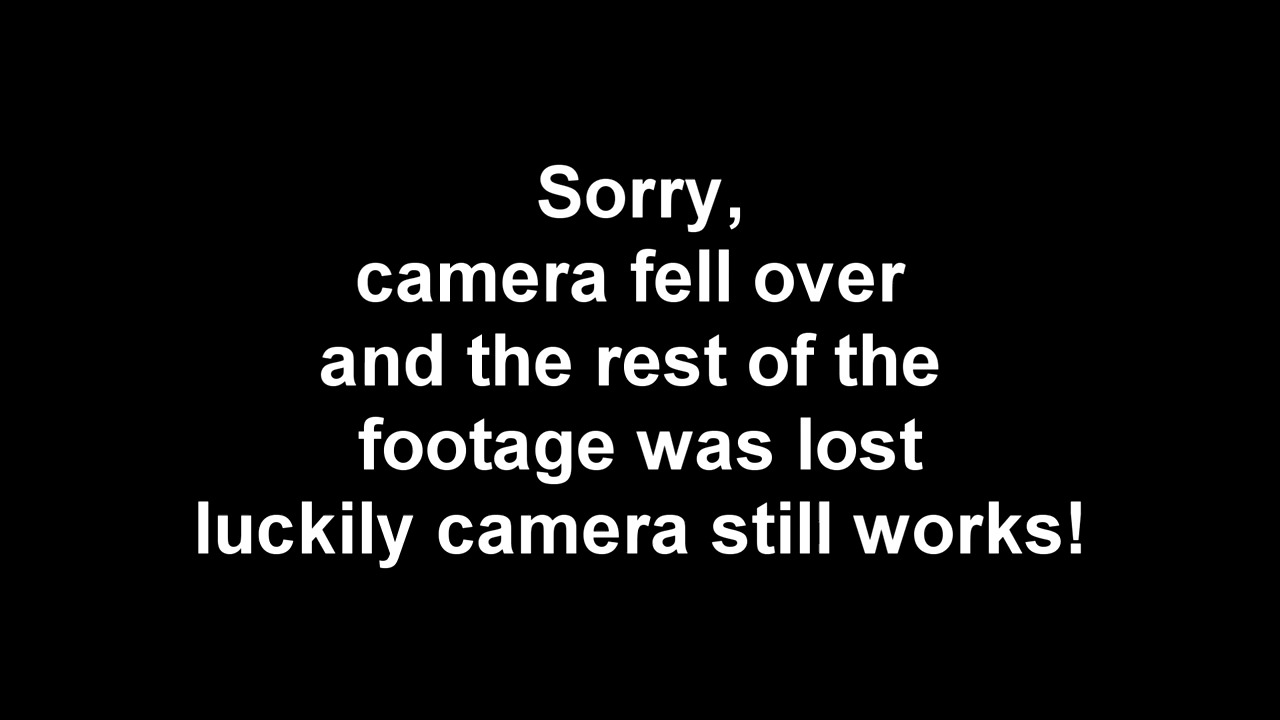 Sorry,
camera fell over
and the rest of the
footage was lost
luckily camera still works!